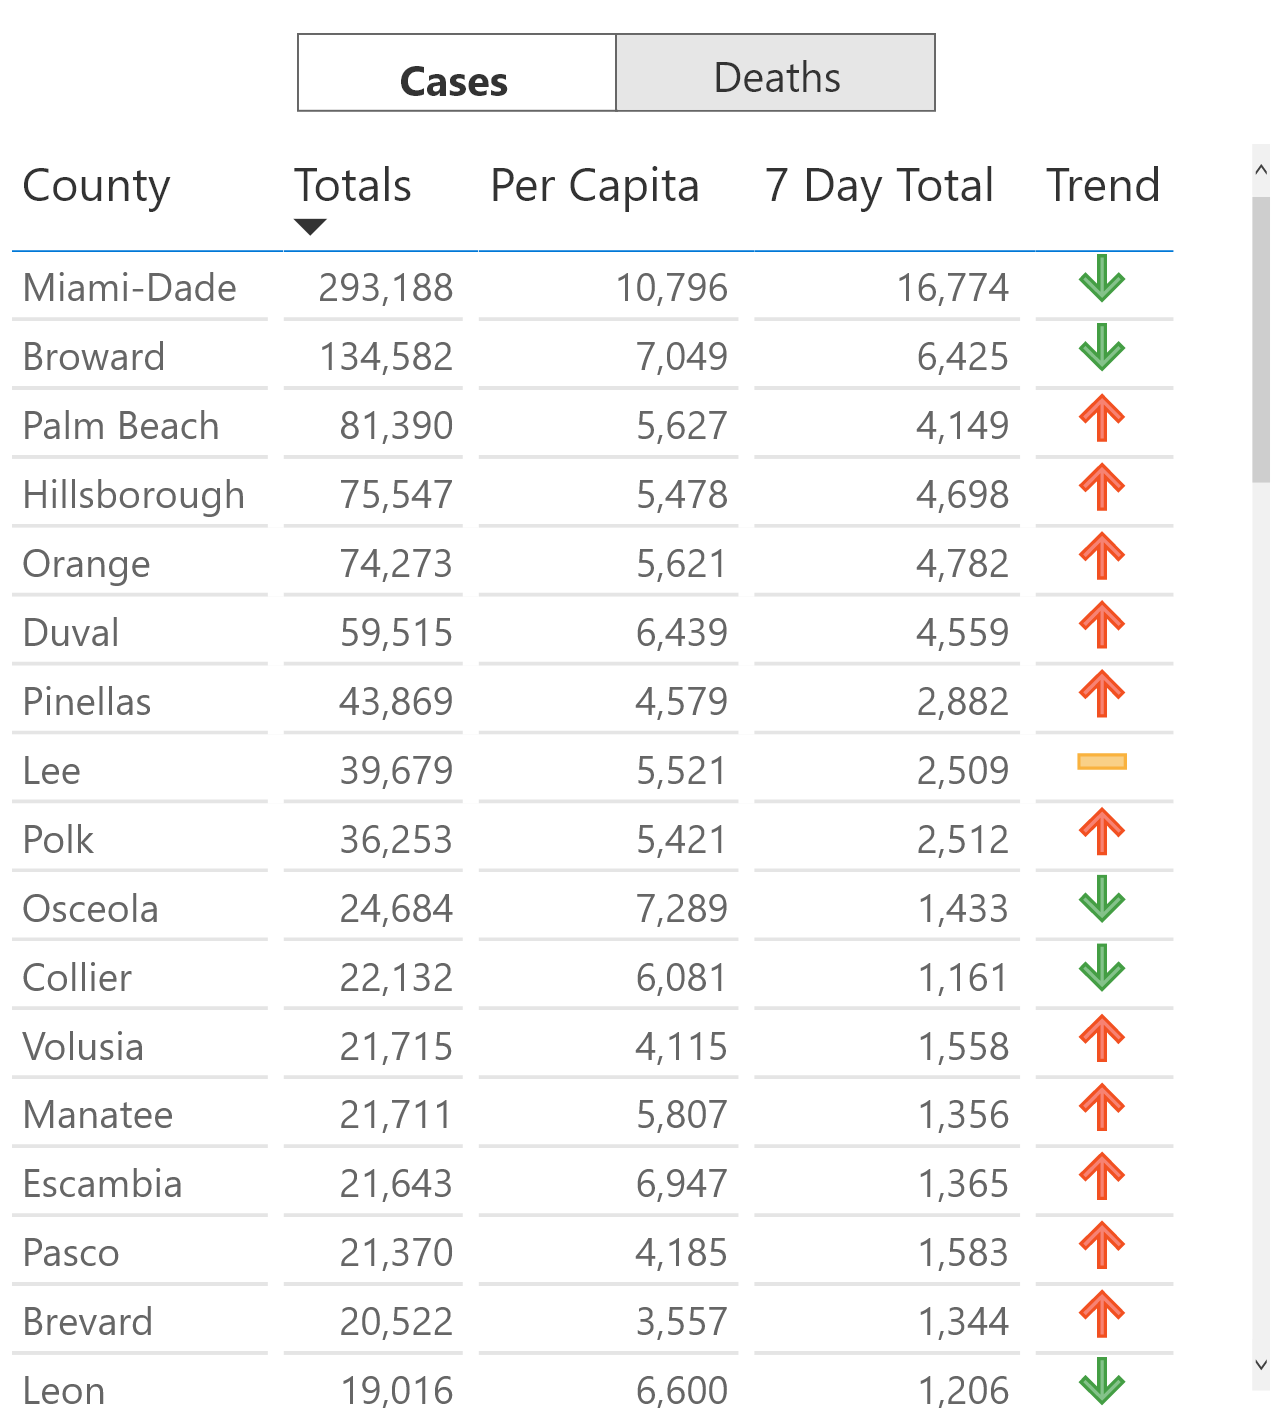 Cases Deaths
County Totals Per Capita 7 Day Total Trend
Miami-Dade 293,188 10,796 16,774
Broward 134,582 7,049 6,425
Palm Beach 81,390 5,627 4,149
Hillsborough 75,547 5,478 4,698
Orange 74,273 5,621 4,782
Duval 59,515 6,439 4,559
Pinellas 43,869 4,579 2,882
Lee 39,679 5,521 2,509
Polk 36,253 5,421 2,512
Osceola 24,684 7,289 1,433
Collier 22,132 6,081 1,161
Volusia 21,715 4,115 1,558
Manatee 21,711 5,807 1,356
Escambia 21,643 6,947 1,365
Pasco 21,370 4,185 1,583
Brevard 20,522 3,557 1,344
Leon 19,016 6,600 1,206